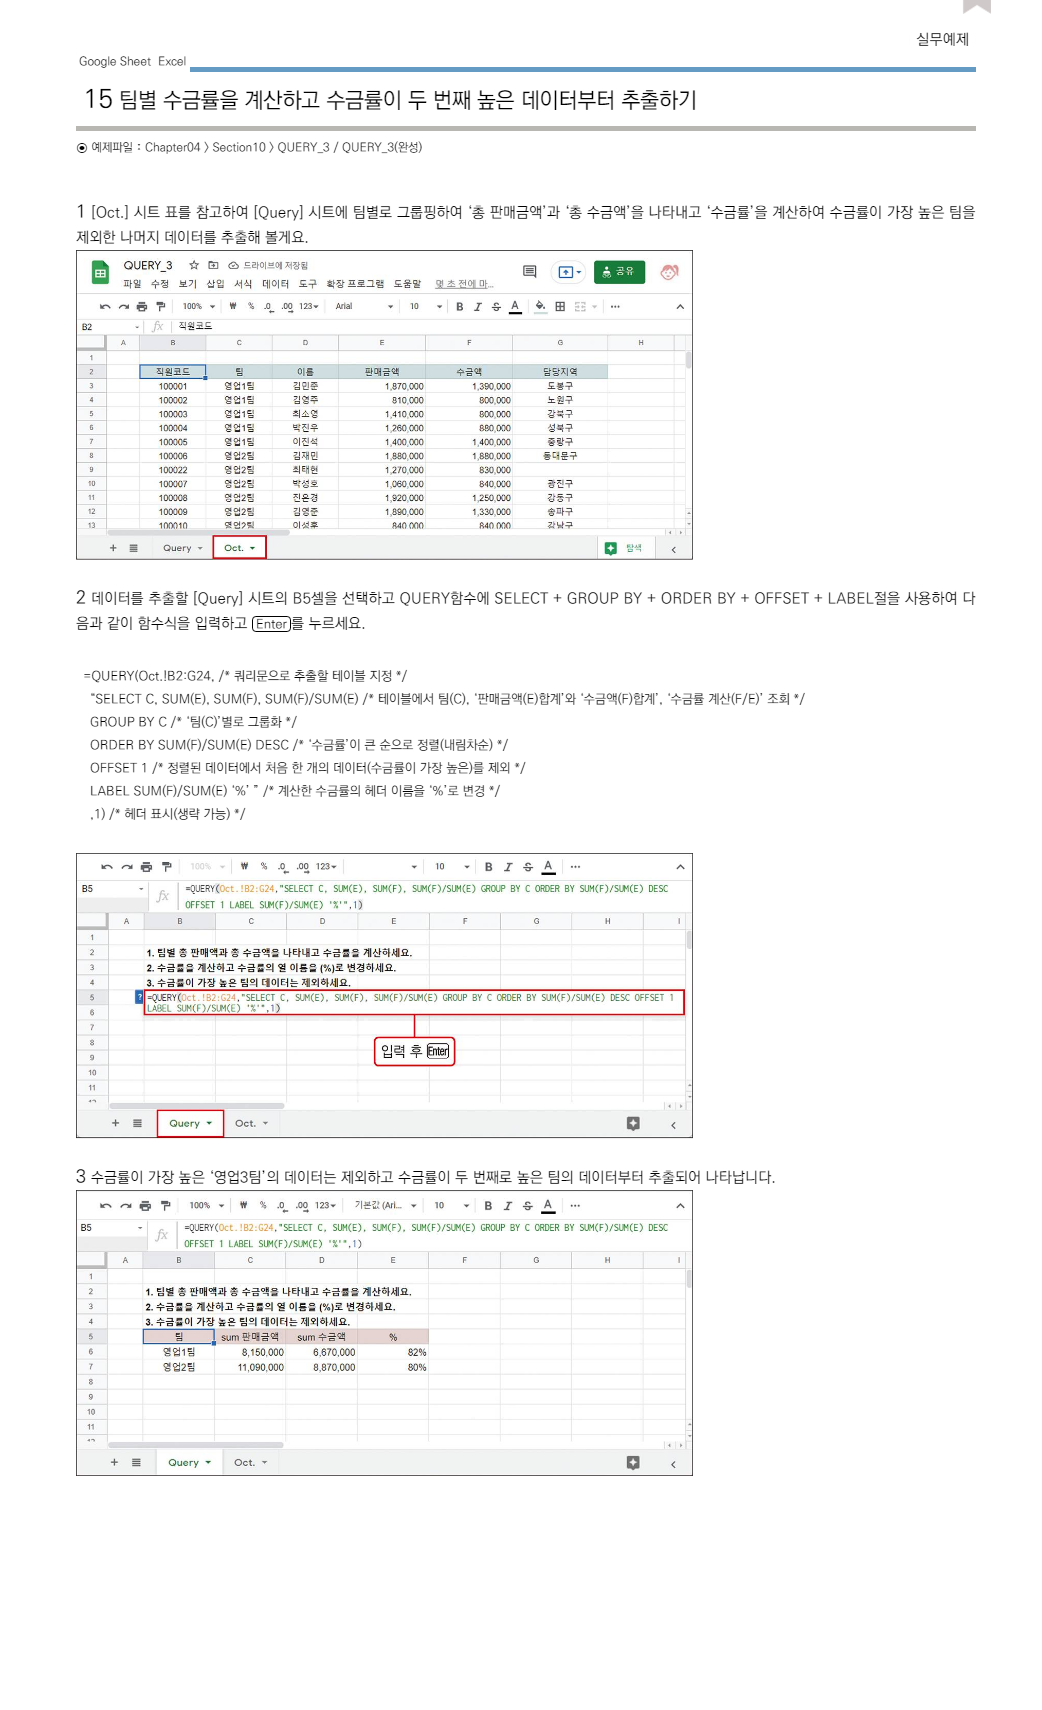 실무예제
Google Sheet Excel
15 팀별 수금률을 계산하고 수금률이 두 번째 높은 데이터부터 추출하기
⦿ 예제파일 : Chapter04 〉 Section10 〉 QUERY_3 / QUERY_3(완성)
1 [Oct.] 시트 표를 참고하여 [Query] 시트에 팀별로 그룹핑하여 ‘총 판매금액’과 ‘총 수금액’을 나타내고 ‘수금률’을 계산하여 수금률이 가장 높은 팀을
제외한 나머지 데이터를 추출해 볼게요.
QUERY_3 드라이브에 저장됨
공유
파일 수정 보기 삽입 서식 데이터 도구 확장 프로그램 도움말 몇 초 전에 마...
100% ₩ % .0 .00 123 Arial 10 B I S A ...
B2 fx 직원코드
A B C D E F G H
1
2 직원코드 팀 이름 판매금액 수금액 담당지역
3 100001 영업1팀 김민준 1,870,000 1,390,000 도봉구
4 100002 영업1팀 김영주 810,000 800,000 노원구
5 100003 영업1팀 최소영 1,410,000 800,000 강북구
6 100004 영업1팀 박진우 1,260,000 880,000 성북구
7 100005 영업1팀 이진석 1,400,000 1,400,000 중랑구
8 100006 영업2팀 김재민 1,880,000 1,880,000 동대문구
9 100022 영업2팀 최태현 1,270,000 830,000
10 100007 영업2팀 박성호 1,060,000 840,000 광진구
11 100008 영업2팀 진은경 1,920,000 1,250,000 강동구
12 100009 영업2팀 김영준 1,890,000 1,330,000 송파구
13 100010 영업2팀 이성훈 840,000 840,000 강남구
+ Query Oct. 탐색
2 데이터를 추출할 [Query] 시트의 B5셀을 선택하고 QUERY함수에 SELECT + GROUP BY + ORDER BY + OFFSET + LABEL절을 사용하여 다
음과 같이 함수식을 입력하고 Enter를 누르세요.
=QUERY(Oct.!B2:G24, /* 쿼리문으로 추출할 테이블 지정 */
“SELECT C, SUM(E), SUM(F), SUM(F)/SUM(E) /* 테이블에서 팀(C), ‘판매금액(E)합계’와 ‘수금액(F)합계’, ‘수금률 계산(F/E)’ 조회 */
GROUP BY C /* ‘팀(C)’별로 그룹화 */
ORDER BY SUM(F)/SUM(E) DESC /* ‘수금률’이 큰 순으로 정렬(내림차순) */
OFFSET 1 /* 정렬된 데이터에서 처음 한 개의 데이터(수금률이 가장 높은)를 제외 */
LABEL SUM(F)/SUM(E) ‘%’ ” /* 계산한 수금률의 헤더 이름을 ‘%’로 변경 */
,1) /* 헤더 표시(생략 가능) */
100% ₩ % .0 .00 123 10 B I S A ...
B5 fx =QUERY(Oct.!B2:G24,"SELECT C, SUM(E), SUM(F), SUM(F)/SUM(E) GROUP BY C ORDER BY SUM(F)/SUM(E) DESC
OFFSET 1 LABEL SUM(F)/SUM(E) '%'",1)
A B C D E F G H I
1
2 1. 팀별 총 판매액과 총 수금액을 나타내고 수금률을 계산하세요.
3 2. 수금률을 계산하고 수금률의 열 이름을 (%)로 변경하세요.
4 3. 수금률이 가장 높은 팀의 데이터는 제외하세요.
5 ? =QUERY(Oct.!B2:G24,"SELECT C, SUM(E), SUM(F), SUM(F)/SUM(E) GROUP BY C ORDER BY SUM(F)/SUM(E) DESC OFFSET 1
6 LABEL SUM(F)/SUM(E) '%'",1)
7
8
입력 후 Enter
9
10
11
12
+ Query Oct.
3 수금률이 가장 높은 ‘영업3팀’의 데이터는 제외하고 수금률이 두 번째로 높은 팀의 데이터부터 추출되어 나타납니다.
100% ₩ % .0 .00 123 기본값 (Ari... 10 B I S A ...
B5 fx =QUERY(Oct.!B2:G24,"SELECT C, SUM(E), SUM(F), SUM(F)/SUM(E) GROUP BY C ORDER BY SUM(F)/SUM(E) DESC
OFFSET 1 LABEL SUM(F)/SUM(E) '%'",1)
A B C D E F G H I
1
2 1. 팀별 총 판매액과 총 수금액을 나타내고 수금률을 계산하세요.
3 2. 수금률을 계산하고 수금률의 열 이름을 (%)로 변경하세요.
4 3. 수금률이 가장 높은 팀의 데이터는 제외하세요.
5 팀 sum 판매금액 sum 수금액 %
6 영업1팀 8,150,000 6,670,000 82%
7 영업2팀 11,090,000 8,870,000 80%
8
9
10
11
12
+ Query Oct.